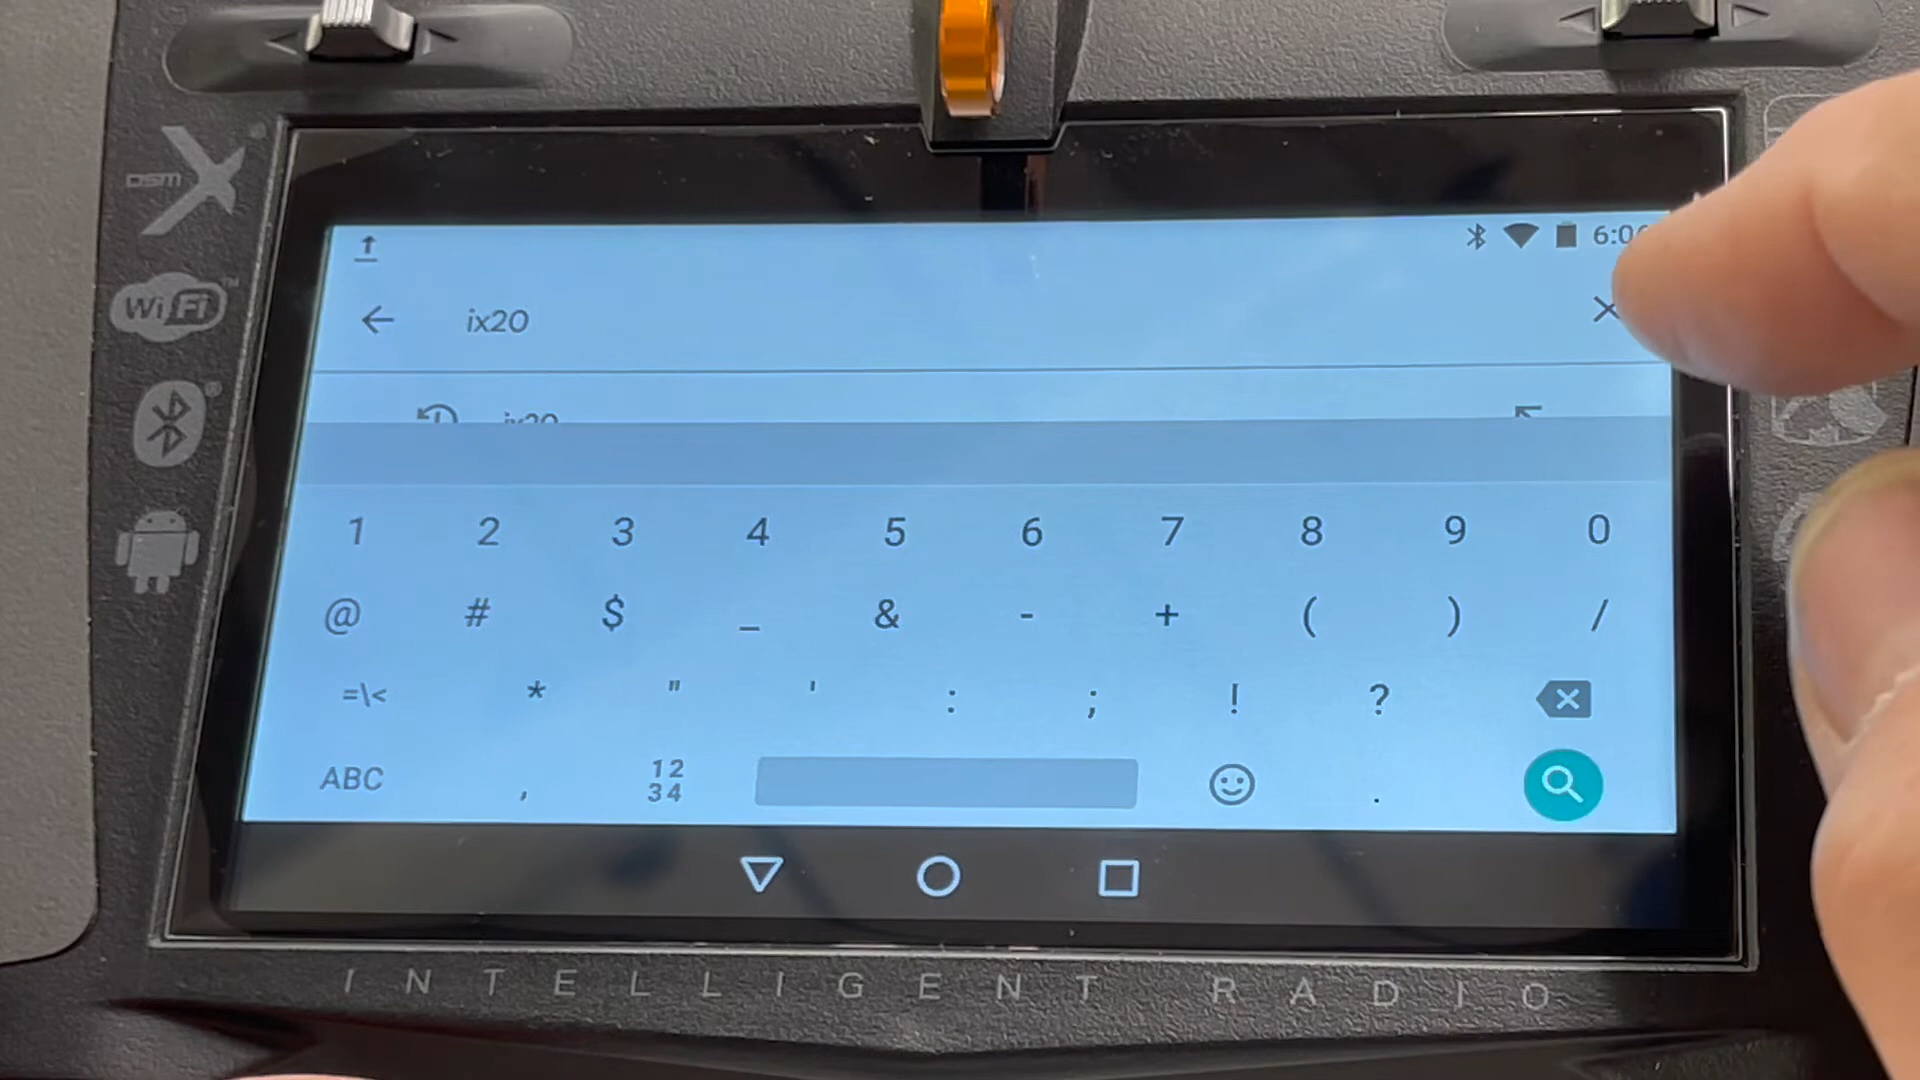 DSM X
6:0
WiFi
ix20
ix20
1 2 3 4 5 6 7 8 9 0
@ # $ _ & - + ( ) /
=\< * " ' : ; ! ?
ABC , 12 34 .
INTELLIGENT RADIO